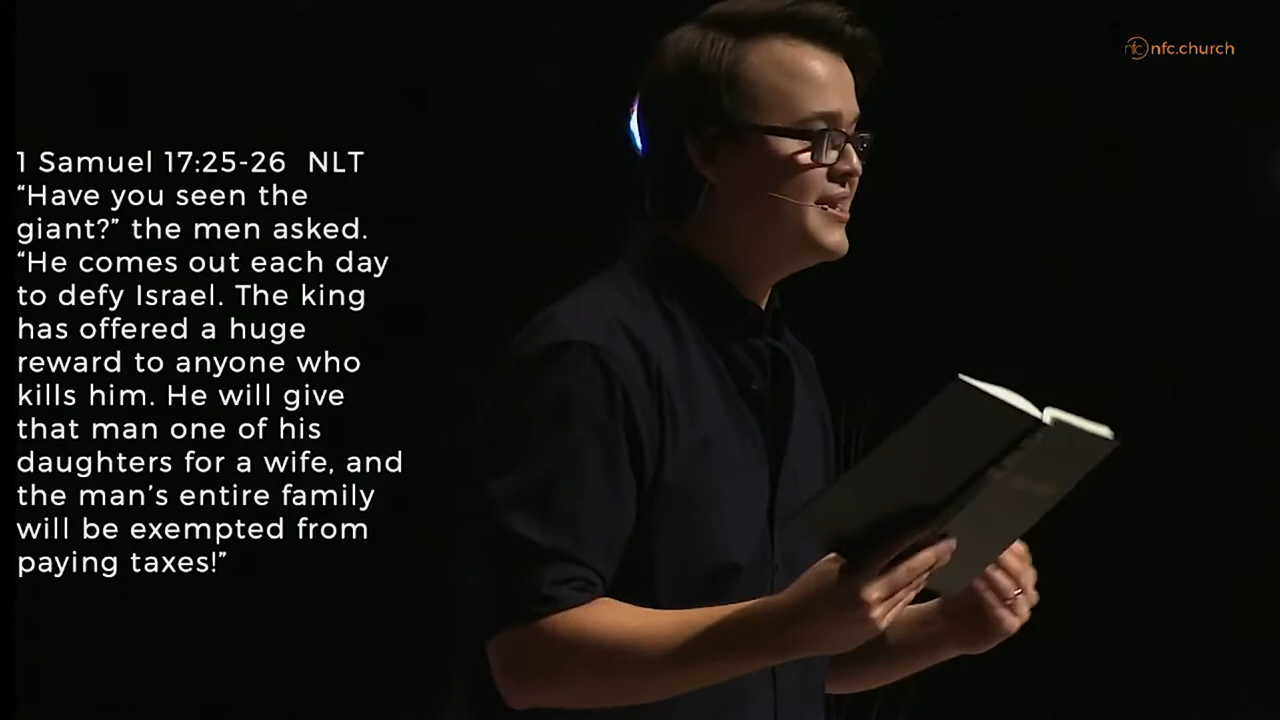 nfc nfc.church
1 Samuel 17:25-26 NLT
“Have you seen the
giant?” the men asked.
“He comes out each day
to defy Israel. The king
has offered a huge
reward to anyone who
kills him. He will give
that man one of his
daughters for a wife, and
the man’s entire family
will be exempted from
paying taxes!”